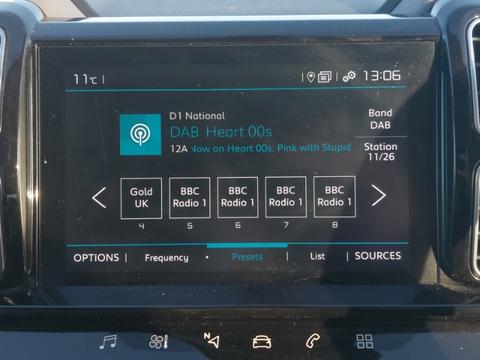 11°C
13:06
D1 National
DAB Heart 00s
12A Now on Heart 00s: Pink with Stupid
Band
DAB
Station
11/26
Gold
UK
BBC
Radio 1
BBC
Radio 1
BBC
Radio 1
BBC
Radio 1
4
5
6
7
8
OPTIONS
Frequency
Presets
List
SOURCES
N